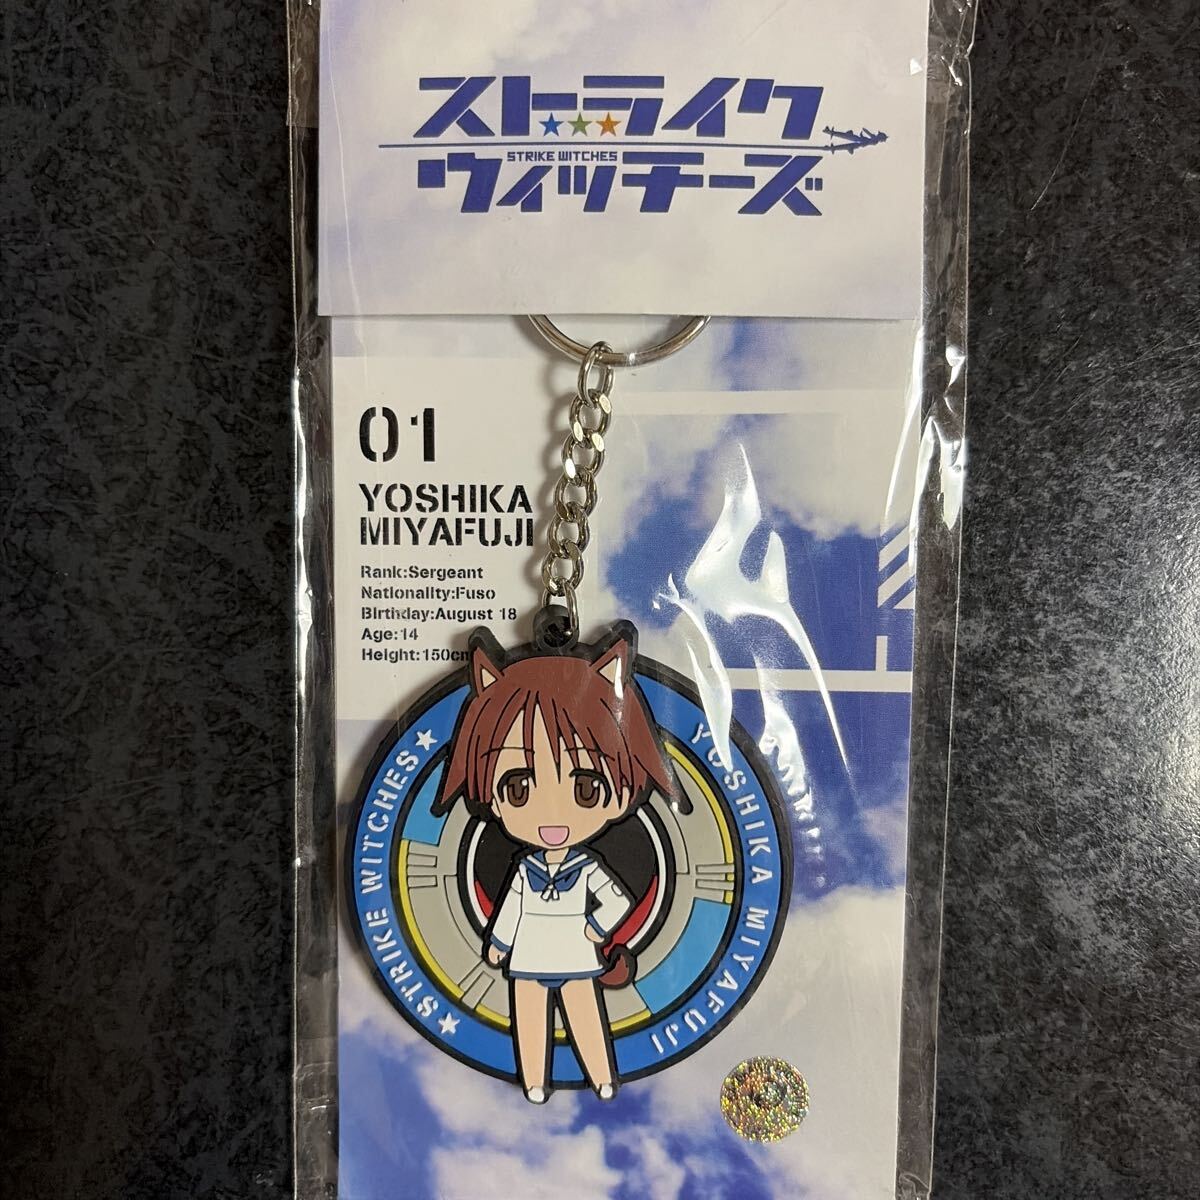 ストライク
STRIKE WITCHES
ウィッチーズ
01
YOSHIKA
MIYAFUJI
Rank:Sergeant
Nationality:Fuso
Birthday:August 18
Age:14
Height:150cm
★STRIKE WITCHES★
YOSHIKA MIYAFUJI